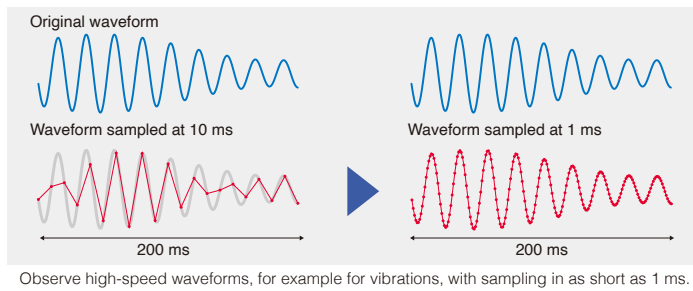 Original waveform
Waveform sampled at 10 ms
Waveform sampled at 1 ms
200 ms
200 ms
Observe high-speed waveforms, for example for vibrations, with sampling in as short as 1 ms.